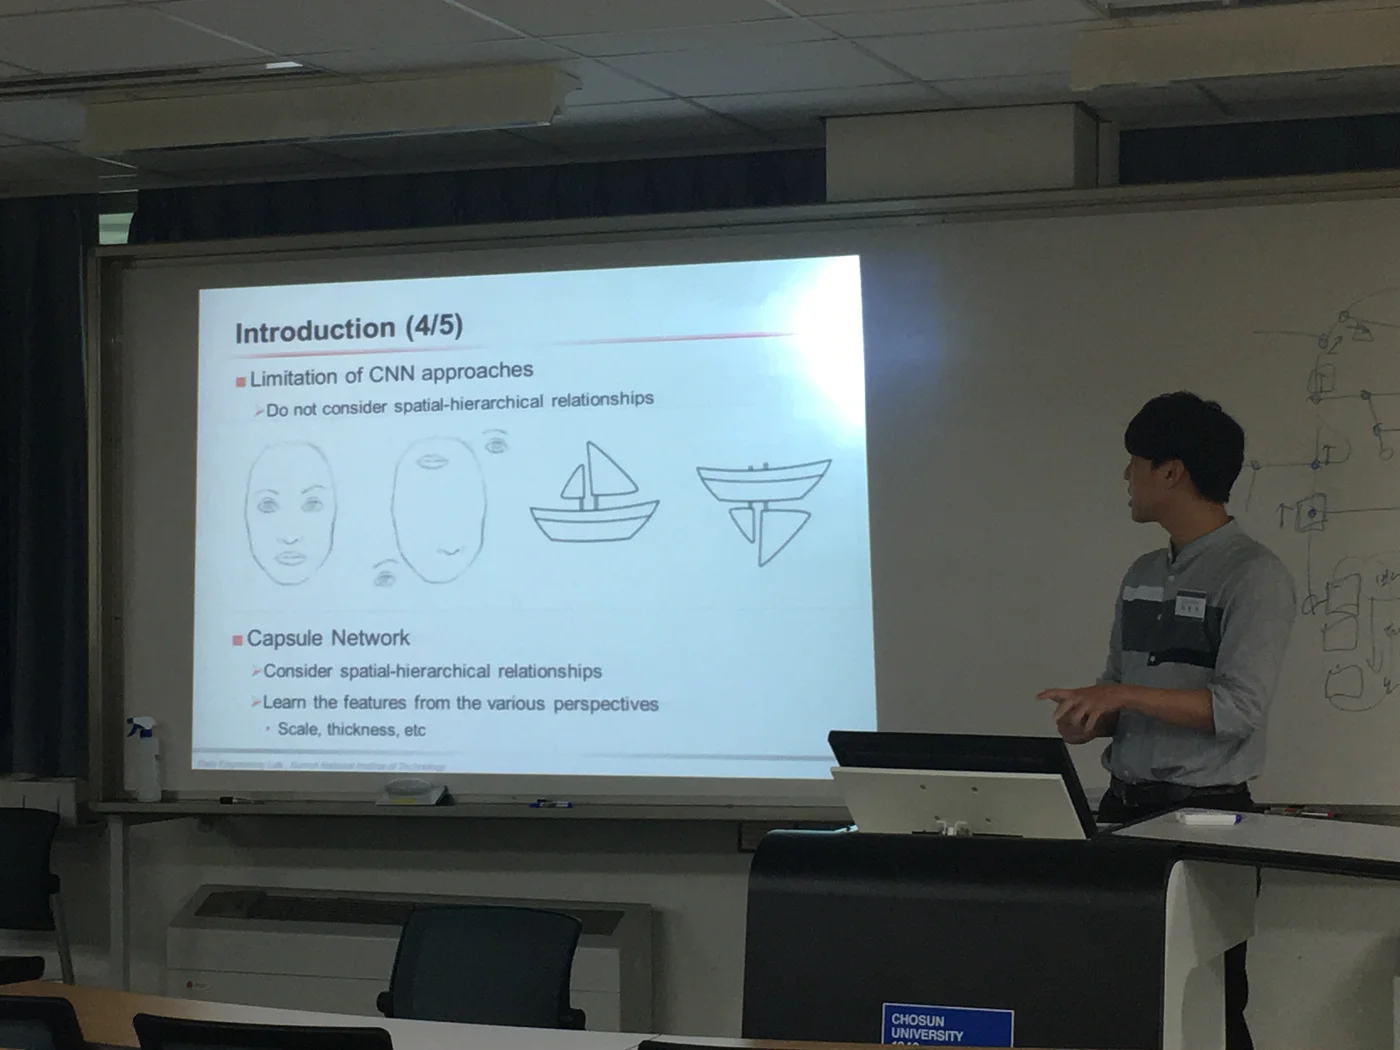 Introduction (4/5)
Limitation of CNN approaches
Do not consider spatial-hierarchical relationships
Capsule Network
Consider spatial-hierarchical relationships
Learn the features from the various perspectives
Scale, thickness, etc
CHOSUN
UNIVERSITY